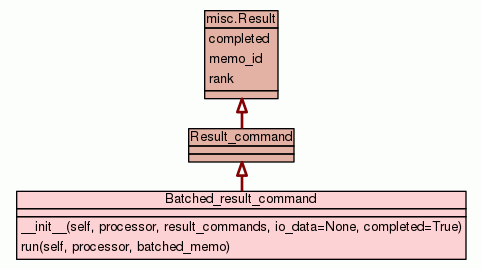 misc.Result
completed
memo_id
rank
Result_command
Batched_result_command
__init__(self, processor, result_commands, io_data=None, completed=True)
run(self, processor, batched_memo)